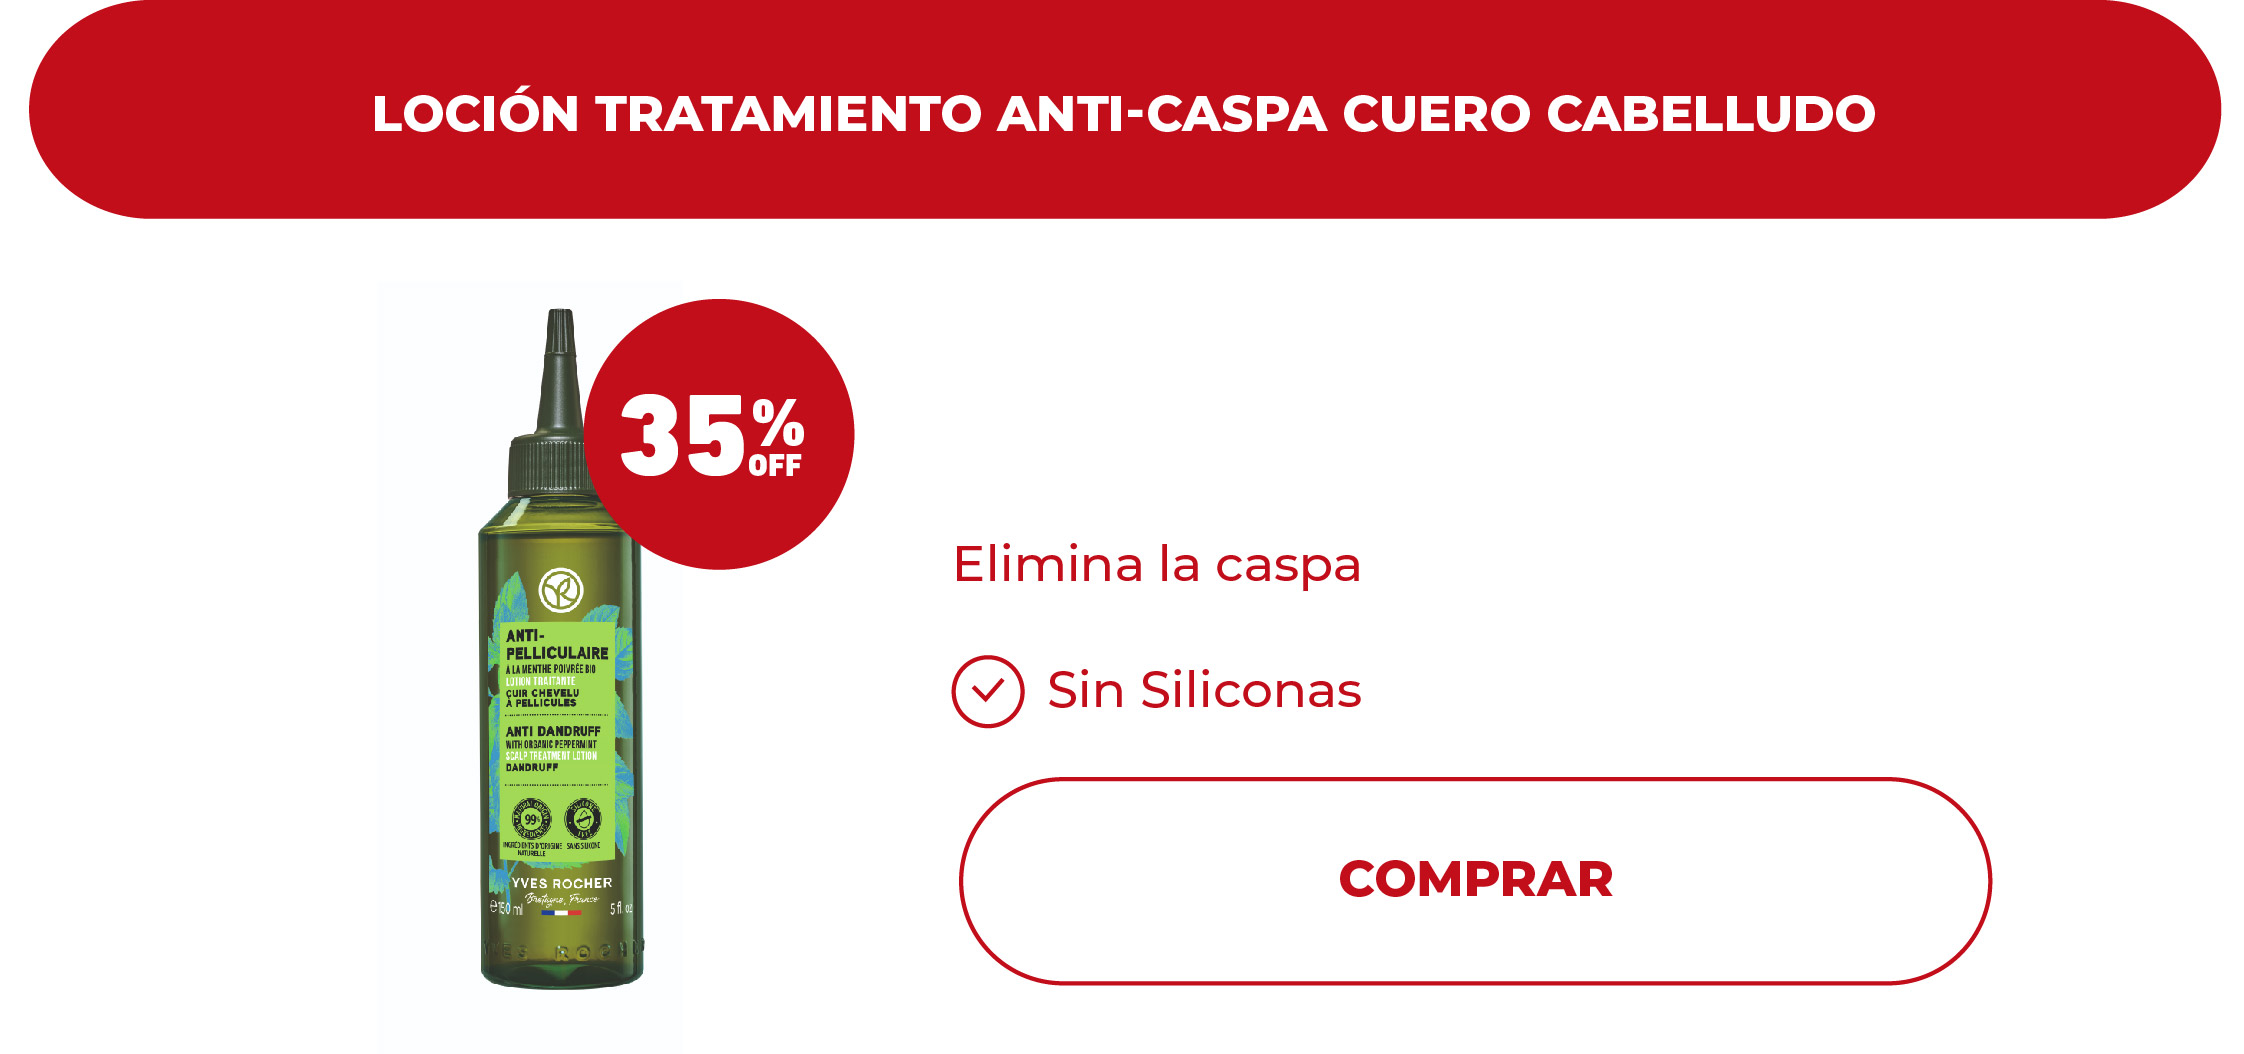 LOCIÓN TRATAMIENTO ANTI-CASPA CUERO CABELLUDO
35%
OFF
ANTI-
PELLICULAIRE
À LA MENTHE POIVRÉE BIO
LOTION TRAITANTE
CUIR CHEVELU
À PELLICULES
ANTI DANDRUFF
WITH ORGANIC PEPPERMINT
SCALP TREATMENT LOTION
DANDRUFF
99%
INGRÉDIENTS D'ORIGINE
NATURELLE
SANS SILICONE
YVES ROCHER
Bretagne, France
e150 ml
5 fl. oz
Elimina la caspa
Sin Siliconas
COMPRAR